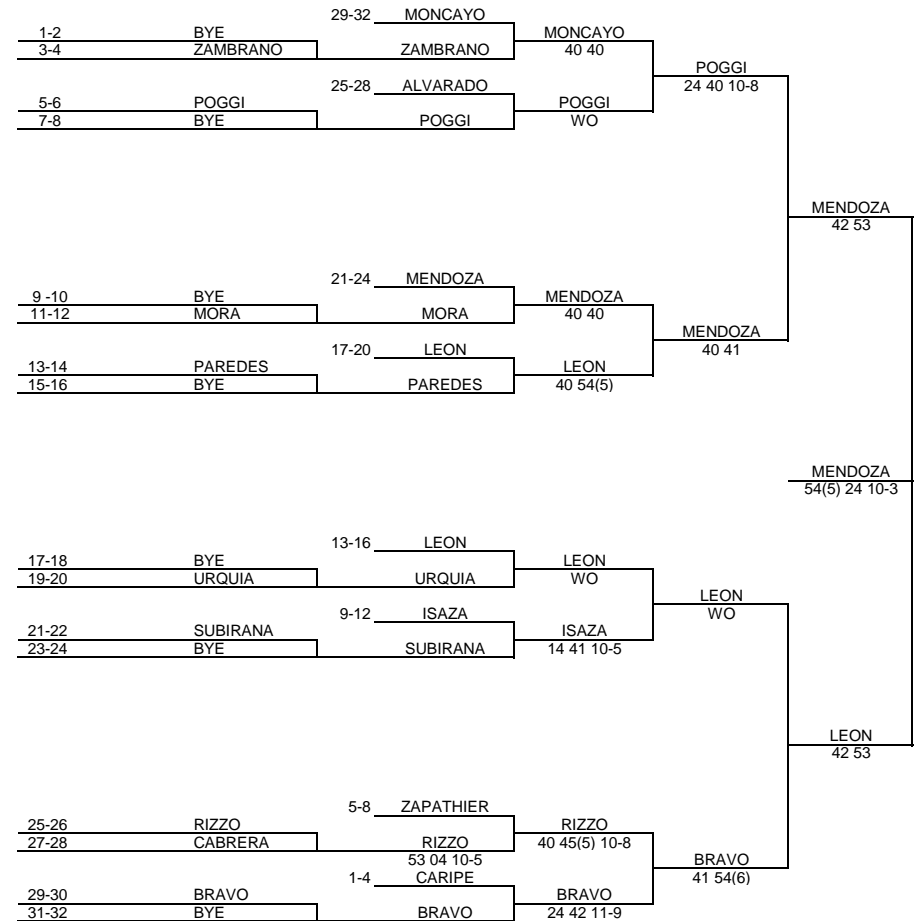 29-32 MONCAYO
1-2 BYE MONCAYO
3-4 ZAMBRANO ZAMBRANO 40 40
POGGI
25-28 ALVARADO 24 40 10-8
5-6 POGGI POGGI
7-8 BYE POGGI WO
MENDOZA
42 53
21-24 MENDOZA
9 -10 BYE MENDOZA
11-12 MORA MORA 40 40
MENDOZA
17-20 LEON 40 41
13-14 PAREDES LEON
15-16 BYE PAREDES 40 54(5)
MENDOZA
54(5) 24 10-3
13-16 LEON
17-18 BYE LEON
19-20 URQUIA URQUIA WO
LEON
9-12 ISAZA WO
21-22 SUBIRANA ISAZA
23-24 BYE SUBIRANA 14 41 10-5
LEON
42 53
5-8 ZAPATHIER
25-26 RIZZO RIZZO
27-28 CABRERA RIZZO 40 45(5) 10-8
53 04 10-5 BRAVO
1-4 CARIPE 41 54(6)
29-30 BRAVO BRAVO
31-32 BYE BRAVO 24 42 11-9